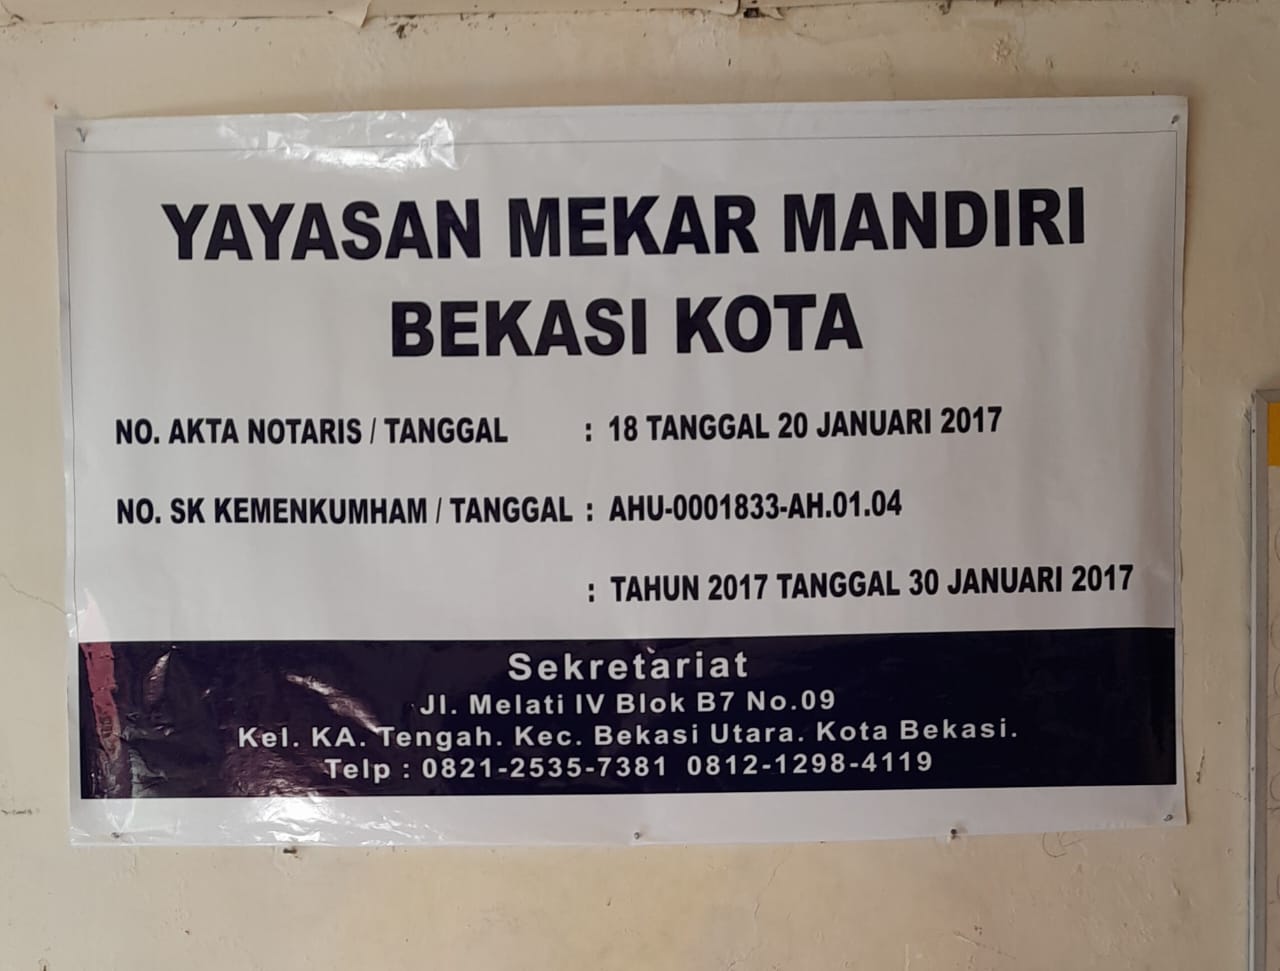 YAYASAN MEKAR MANDIRI
BEKASI KOTA
NO. AKTA NOTARIS / TANGGAL : 18 TANGGAL 20 JANUARI 2017
NO. SK KEMENKUMHAM / TANGGAL : AHU-0001833-AH.01.04
: TAHUN 2017 TANGGAL 30 JANUARI 2017
Sekretariat
Jl. Melati IV Blok B7 No.09
Kel. KA. Tengah. Kec. Bekasi Utara. Kota Bekasi.
Telp : 0821-2535-7381 0812-1298-4119